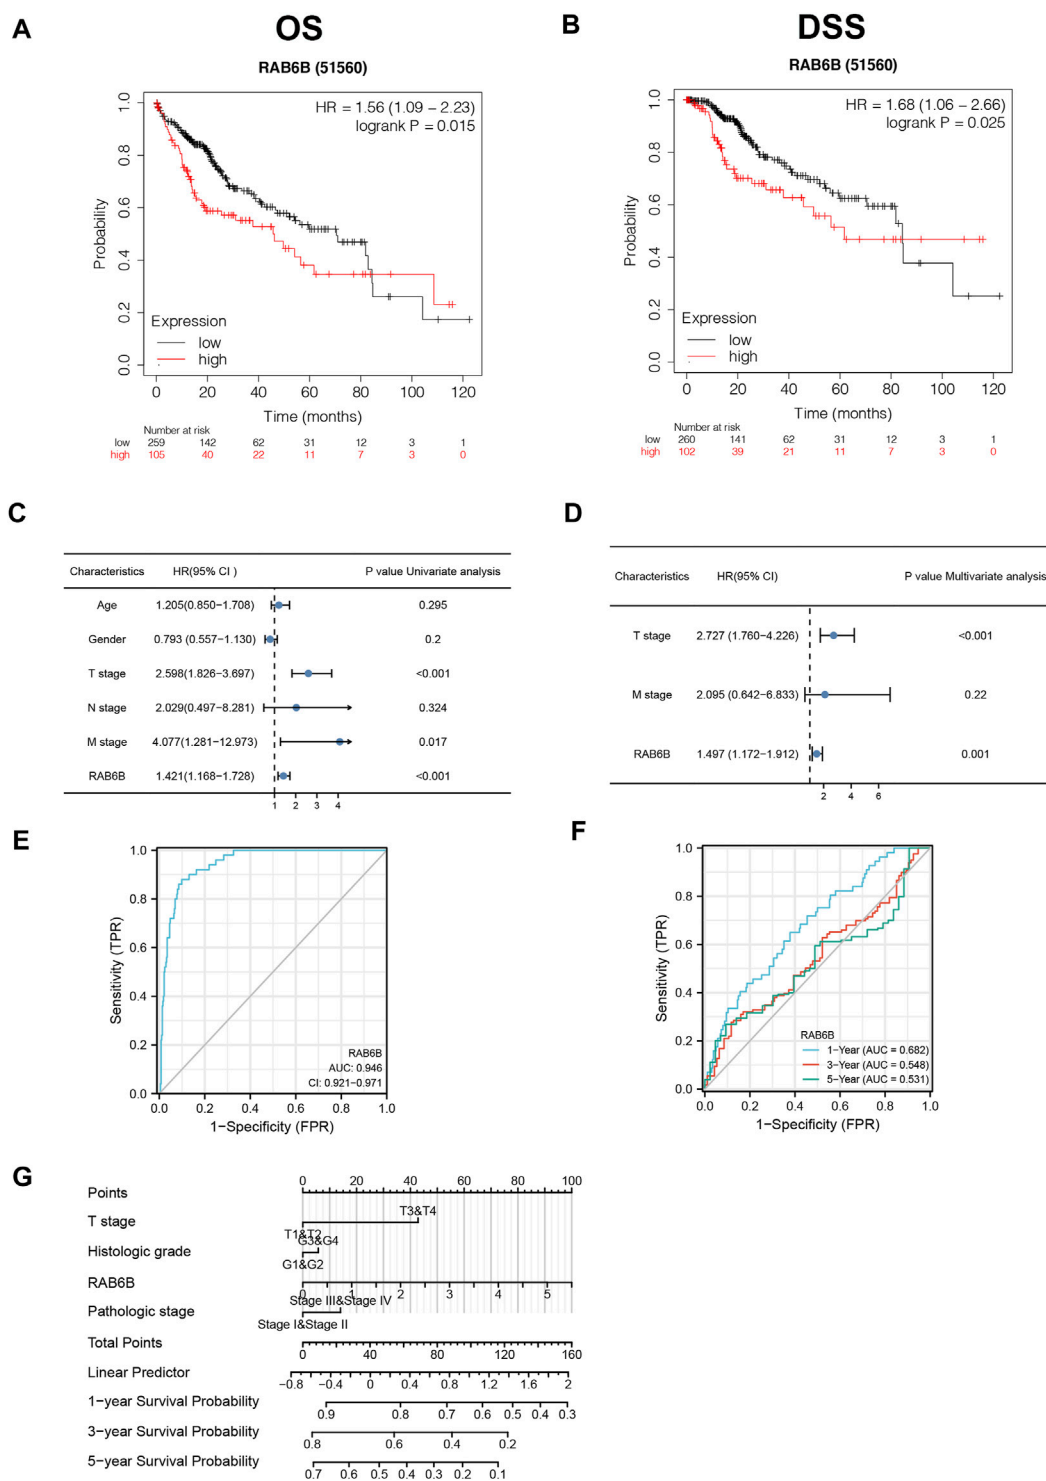 A
OS
RAB6B (51560)
HR = 1.56 (1.09 − 2.23)
logrank P = 0.015
Probability
0.0 0.2 0.4 0.6 0.8 1.0
Expression
low
high
0 20 40 60 80 100 120
Time (months)
Number at risk
low 259 142 62 31 12 3 1
high 105 40 22 11 7 3 0
B
DSS
RAB6B (51560)
HR = 1.68 (1.06 − 2.66)
logrank P = 0.025
Probability
0.0 0.2 0.4 0.6 0.8 1.0
Expression
low
high
0 20 40 60 80 100 120
Time (months)
Number at risk
low 260 141 62 31 12 3 1
high 102 39 21 11 7 3 0
C
Characteristics HR(95% CI ) P value Univariate analysis
Age 1.205(0.850−1.708) 0.295
Gender 0.793 (0.557−1.130) 0.2
T stage 2.598(1.826−3.697) <0.001
N stage 2.029(0.497−8.281) 0.324
M stage 4.077(1.281−12.973) 0.017
RAB6B 1.421(1.168−1.728) <0.001
1 2 3 4
D
Characteristics HR(95% CI) P value Multivariate analysis
T stage 2.727 (1.760−4.226) <0.001
M stage 2.095 (0.642−6.833) 0.22
RAB6B 1.497 (1.172−1.912) 0.001
2 4 6
E
Sensitivity (TPR)
1.0
0.8
0.6
0.4
0.2
0.0
RAB6B
AUC: 0.946
CI: 0.921−0.971
0.0 0.2 0.4 0.6 0.8 1.0
1−Specificity (FPR)
F
Sensitivity (TPR)
1.0
0.8
0.6
0.4
0.2
0.0
RAB6B
1−Year (AUC = 0.682)
3−Year (AUC = 0.548)
5−Year (AUC = 0.531)
0.0 0.2 0.4 0.6 0.8 1.0
1−Specificity (FPR)
G
Points 0 20 40 60 80 100
T stage T3&T4
T1&T2
Histologic grade G3&G4
G1&G2
RAB6B 0 1 2 3 4 5
Pathologic stage Stage III&Stage IV
Stage I&Stage II
Total Points 0 40 80 120 160
Linear Predictor −0.8 −0.4 0 0.4 0.8 1.2 1.6 2
1−year Survival Probability 0.9 0.8 0.7 0.6 0.5 0.4 0.3
3−year Survival Probability 0.8 0.6 0.4 0.2
5−year Survival Probability 0.7 0.6 0.5 0.4 0.3 0.2 0.1